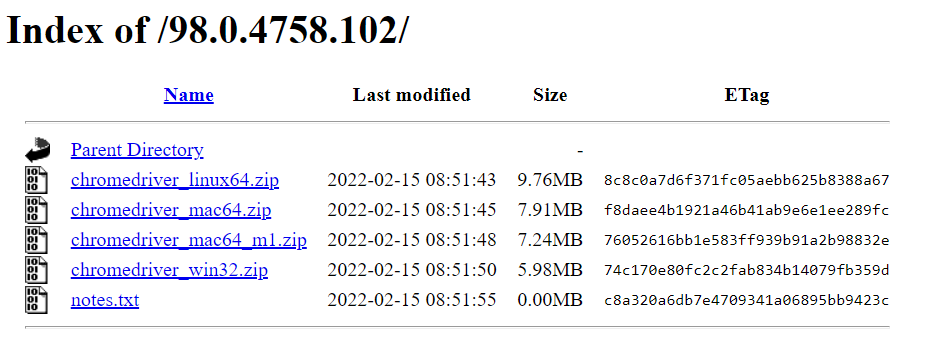 Index of /98.0.4758.102/
Name Last modified Size ETag
Parent Directory -
chromedriver_linux64.zip 2022-02-15 08:51:43 9.76MB 8c8c0a7d6f371fc05aebb625b8388a67
chromedriver_mac64.zip 2022-02-15 08:51:45 7.91MB f8daee4b1921a46b41ab9e6e1ee289fc
chromedriver_mac64_m1.zip 2022-02-15 08:51:48 7.24MB 76052616bb1e583ff939b91a2b98832e
chromedriver_win32.zip 2022-02-15 08:51:50 5.98MB 74c170e80fc2c2fab834b14079fb359d
notes.txt 2022-02-15 08:51:55 0.00MB c8a320a6db7e4709341a06895bb9423c